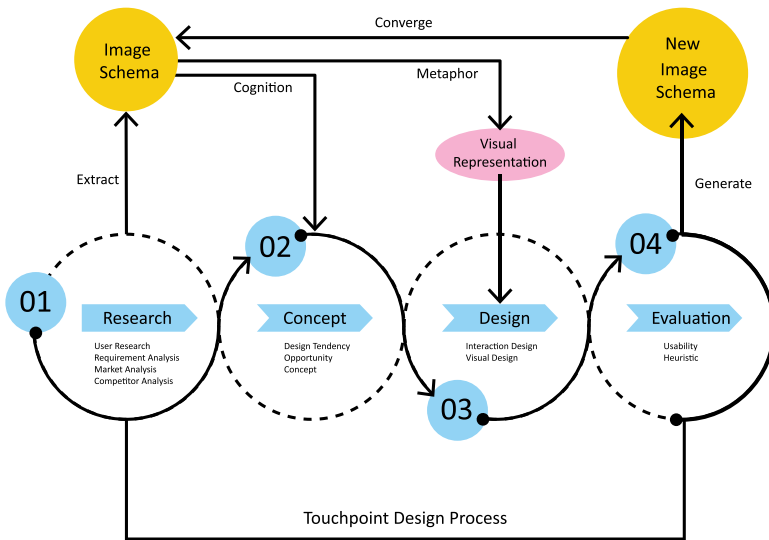 Converge
Image
Schema
New
Image
Schema
Cognition
Metaphor
Visual
Representation
Extract
Generate
01
02
03
04
Research
User Research
Requirement Analysis
Market Analysis
Competitor Analysis
Concept
Design Tendency
Opportunity
Concept
Design
Interaction Design
Visual Design
Evaluation
Usability
Heuristic
Touchpoint Design Process